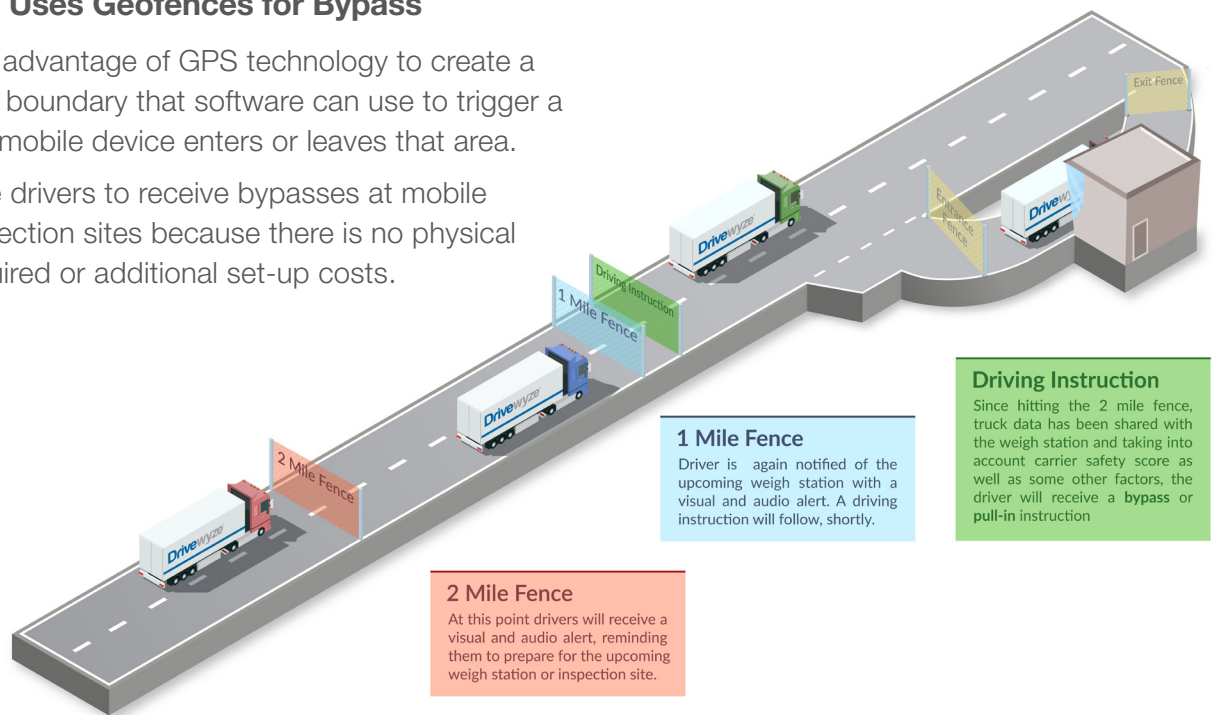 Uses Geofences for Bypass
advantage of GPS technology to create a
boundary that software can use to trigger a
mobile device enters or leaves that area.
drivers to receive bypasses at mobile
ection sites because there is no physical
uired or additional set-up costs.
Exit Fence
Entrance
Fence
Drivewyze
Drivewyze
Driving Instruction
1 Mile Fence
Drivewyze
2 Mile Fence
Drivewyze
Driving Instruction
Since hitting the 2 mile fence,
truck data has been shared with
the weigh station and taking into
account carrier safety score as
well as some other factors, the
driver will receive a bypass or
pull-in instruction
1 Mile Fence
Driver is again notified of the
upcoming weigh station with a
visual and audio alert. A driving
instruction will follow, shortly.
2 Mile Fence
At this point drivers will receive a
visual and audio alert, reminding
them to prepare for the upcoming
weigh station or inspection site.